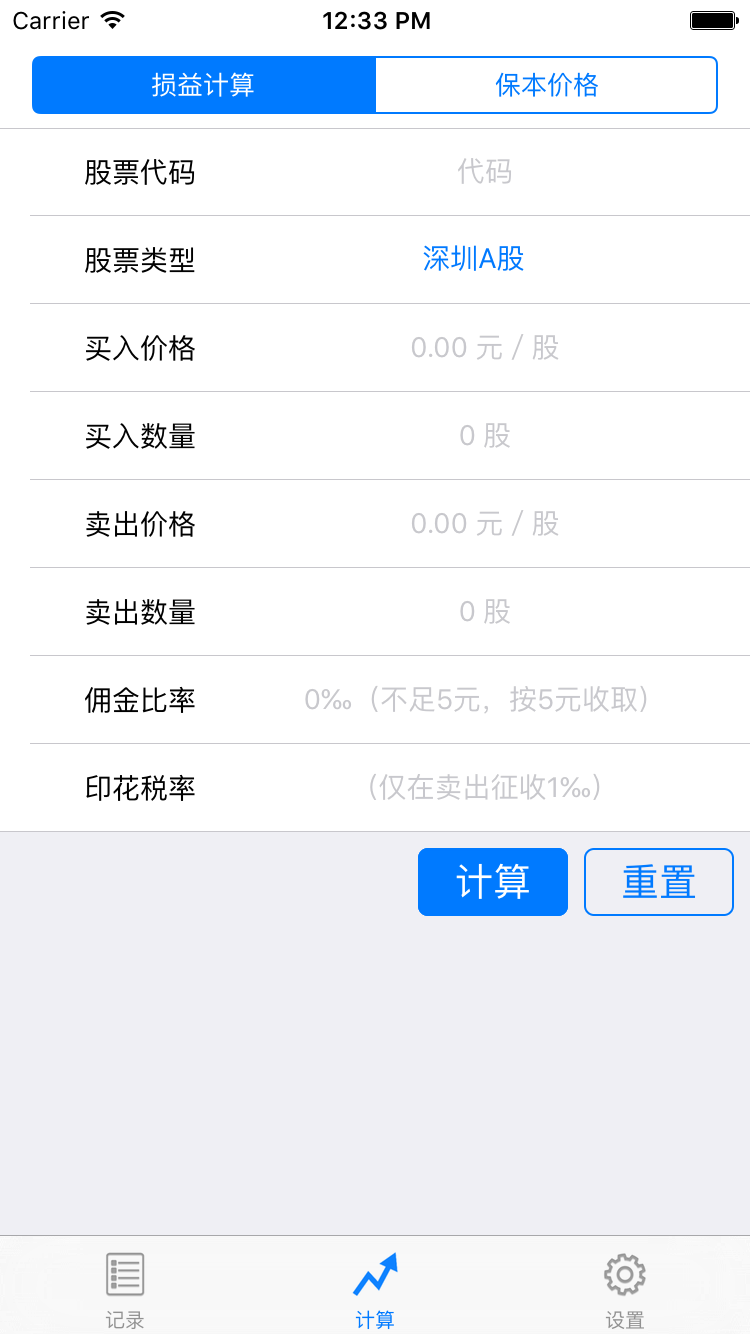 Carrier 12:33 PM
损益计算 保本价格
股票代码 代码
股票类型 深圳A股
买入价格 0.00 元 / 股
买入数量 0 股
卖出价格 0.00 元 / 股
卖出数量 0 股
佣金比率 0‰（不足5元，按5元收取）
印花税率 （仅在卖出征收1‰）
计算 重置
记录 计算 设置